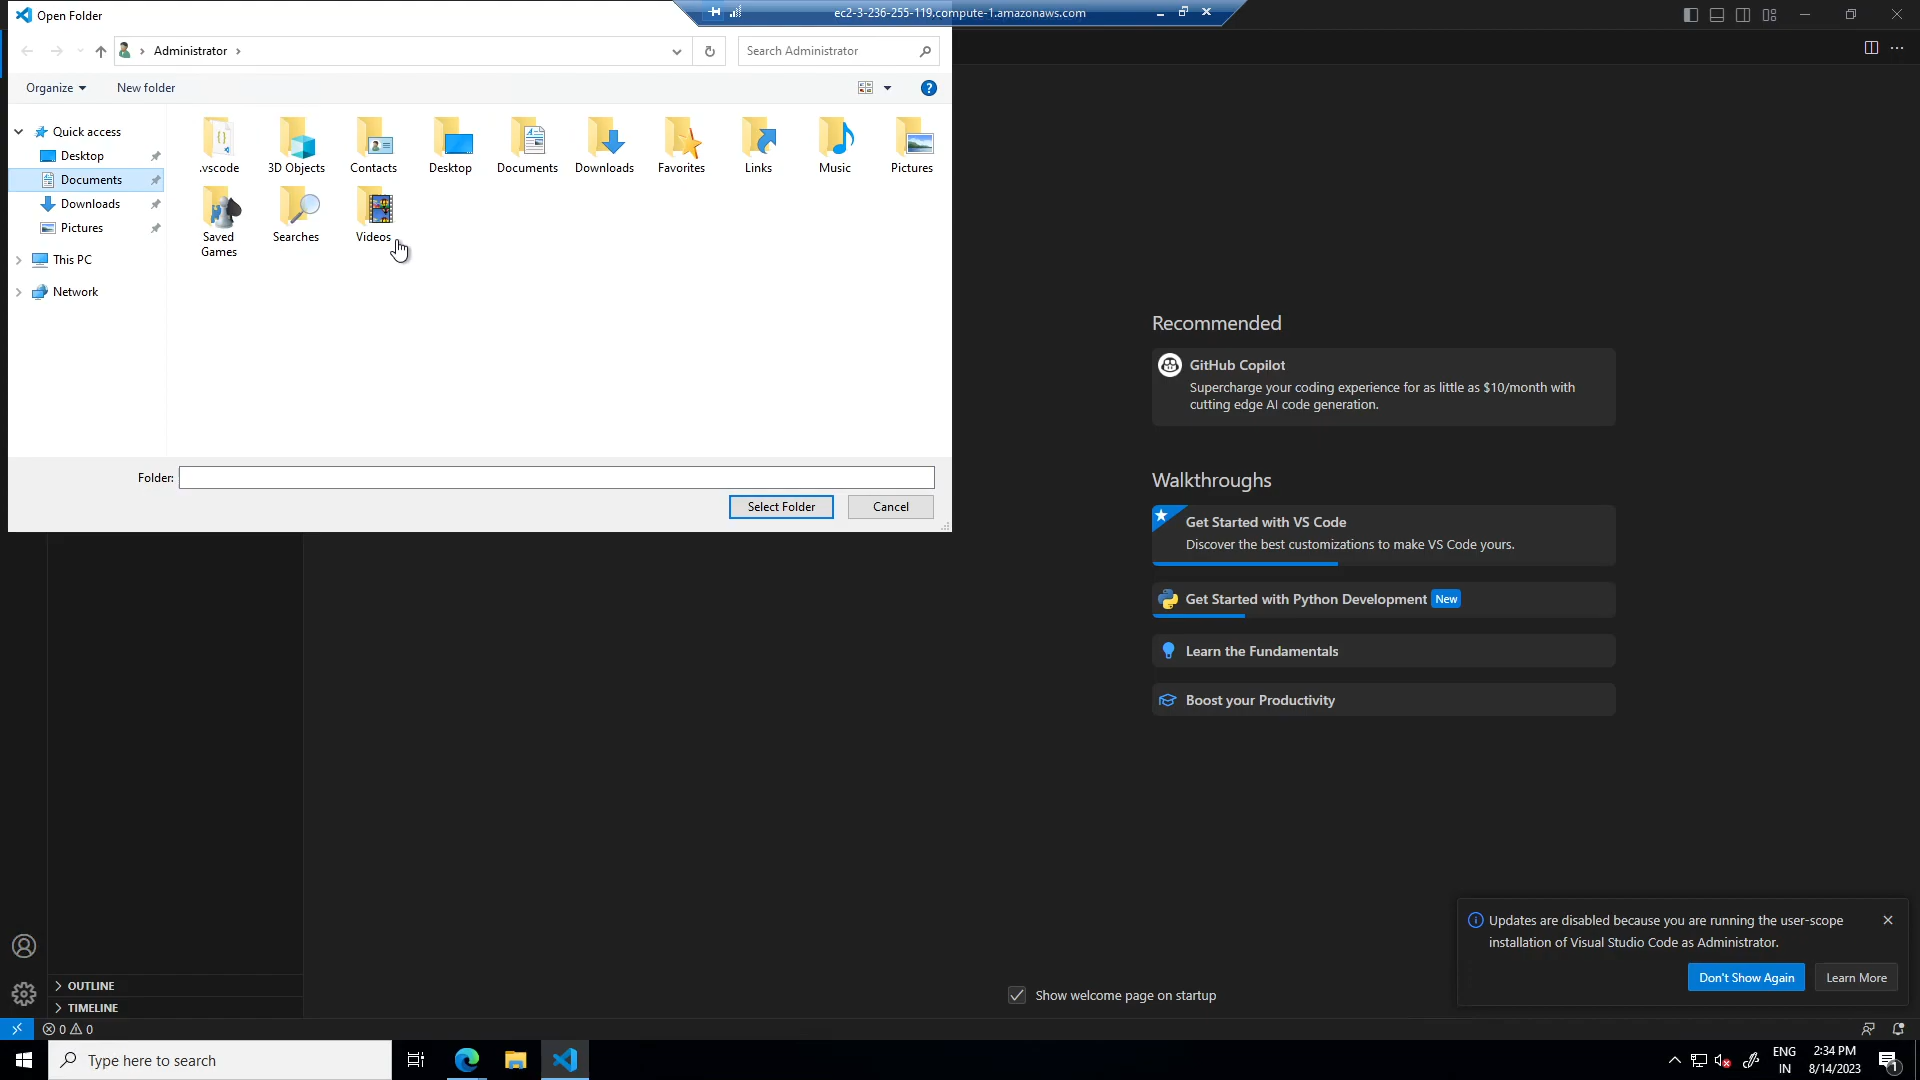 Open Folder
ec2-3-236-255-119.compute-1.amazonaws.com
Administrator
Search Administrator
Organize
New folder
Quick access
Desktop
Documents
Downloads
Pictures
This PC
Network
.vscode
3D Objects
Contacts
Desktop
Documents
Downloads
Favorites
Links
Music
Pictures
Saved
Games
Searches
Videos
Folder:
Select Folder
Cancel
Recommended
GitHub Copilot
Supercharge your coding experience for as little as $10/month with
cutting edge AI code generation.
Walkthroughs
Get Started with VS Code
Discover the best customizations to make VS Code yours.
Get Started with Python Development New
Learn the Fundamentals
Boost your Productivity
Updates are disabled because you are running the user-scope
installation of Visual Studio Code as Administrator.
Don't Show Again
Learn More
Show welcome page on startup
OUTLINE
TIMELINE
0 0
Type here to search
ENG
IN
2:34 PM
8/14/2023
1